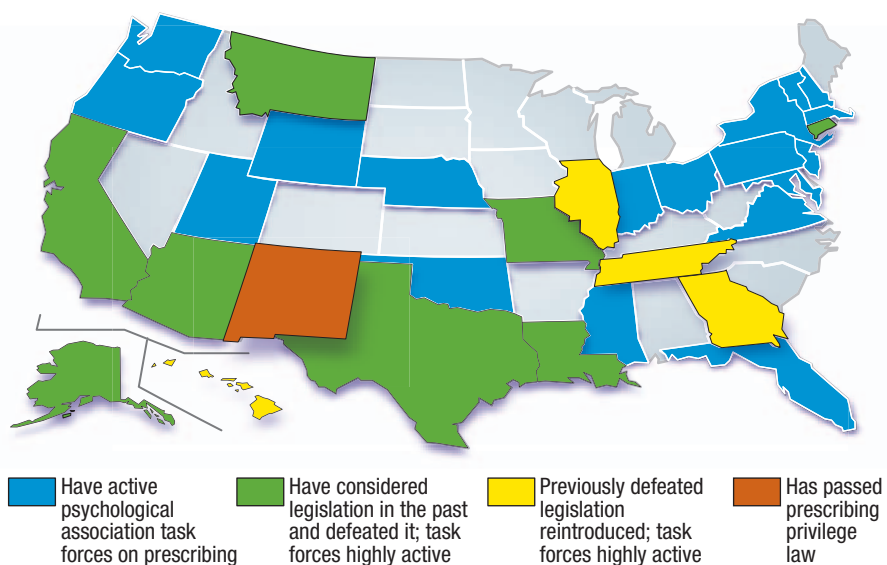 Have active
psychological
association task
forces on prescribing
Have considered
legislation in the past
and defeated it; task
forces highly active
Previously defeated
legislation
reintroduced; task
forces highly active
Has passed
prescribing
privilege
law